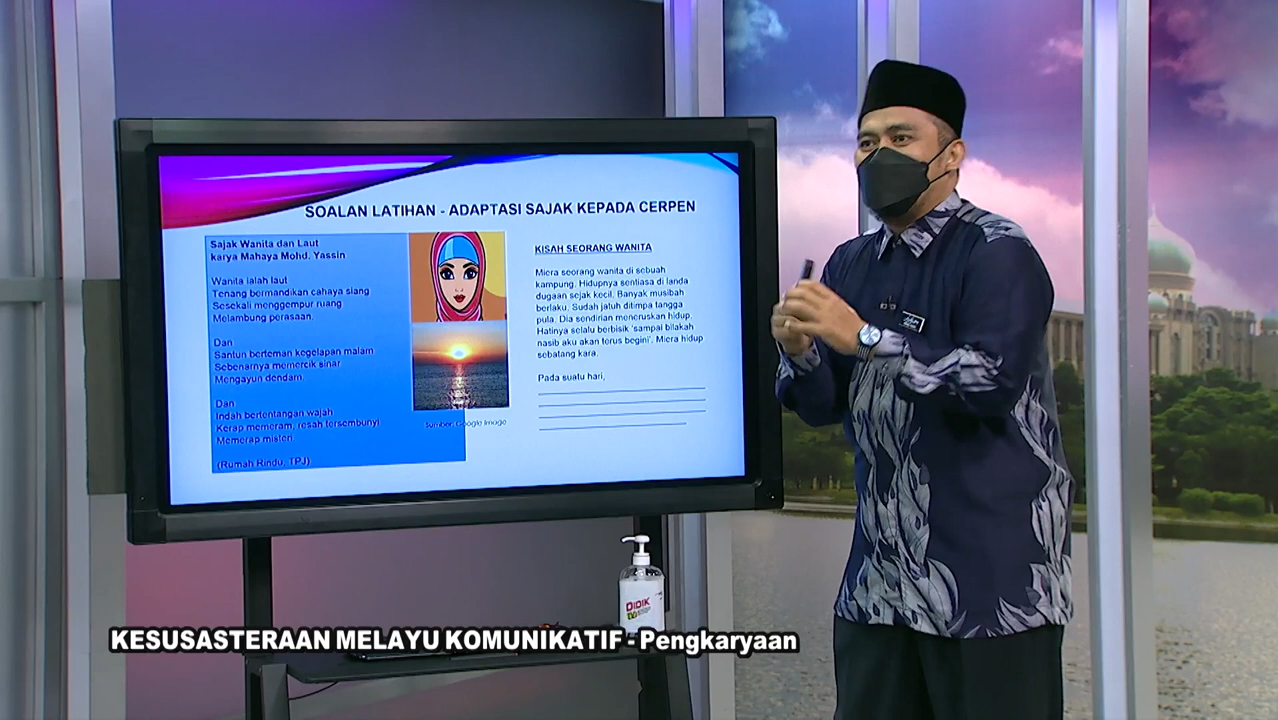 SOALAN LATIHAN - ADAPTASI SAJAK KEPADA CERPEN
Sajak Wanita dan Laut
karya Mahaya Mohd. Yassin
Wanita ialah laut
Tenang bermandikan cahaya siang
Sesekali menggempur ruang
Melambung perasaan.
Dan
Santun berteman kegelapan malam
Sebenarnya memercik sinar
Mengayun dendam.
Dan
Indah bertentangan wajah
Kerap memeram, resah tersembunyi
Memerap misteri
(Rumah Rindu, TPJ)
Sumber: Google Image
KISAH SEORANG WANITA
Micra seorang wanita di sebuah
kampung. Hidupnya sentiasa di landa
dugaan sejak kecil. Banyak musibah
berlaku. Sudah jatuh ditimpa tangga
pula. Dia sendirian meneruskan hidup.
Hatinya selalu berbisik 'sampai bilakah
nasib aku akan terus begini'. Micra hidup
sebatang kara.
Pada suatu hari,
DIDIK
KESUSASTERAAN MELAYU KOMUNIKATIF - Pengkaryaan